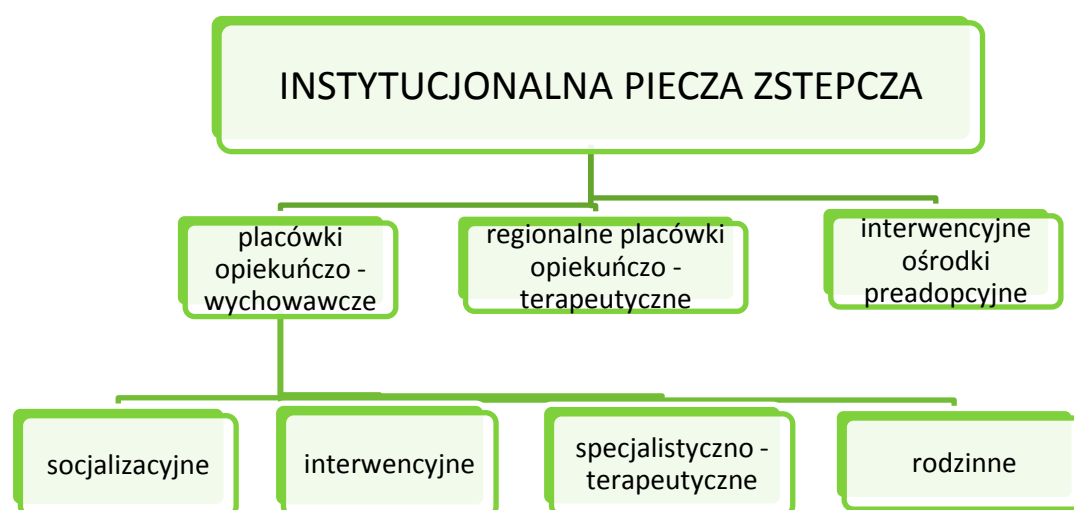 INSTYTUCJONALNA PIECZA ZSTEPCZA
placówki
opiekuńczo -
wychowawcze
regionalne placówki
opiekuńczo -
terapeutyczne
interwencyjne
ośrodki
preadopcyjne
socjalizacyjne
interwencyjne
specjalistyczno -
terapeutyczne
rodzinne